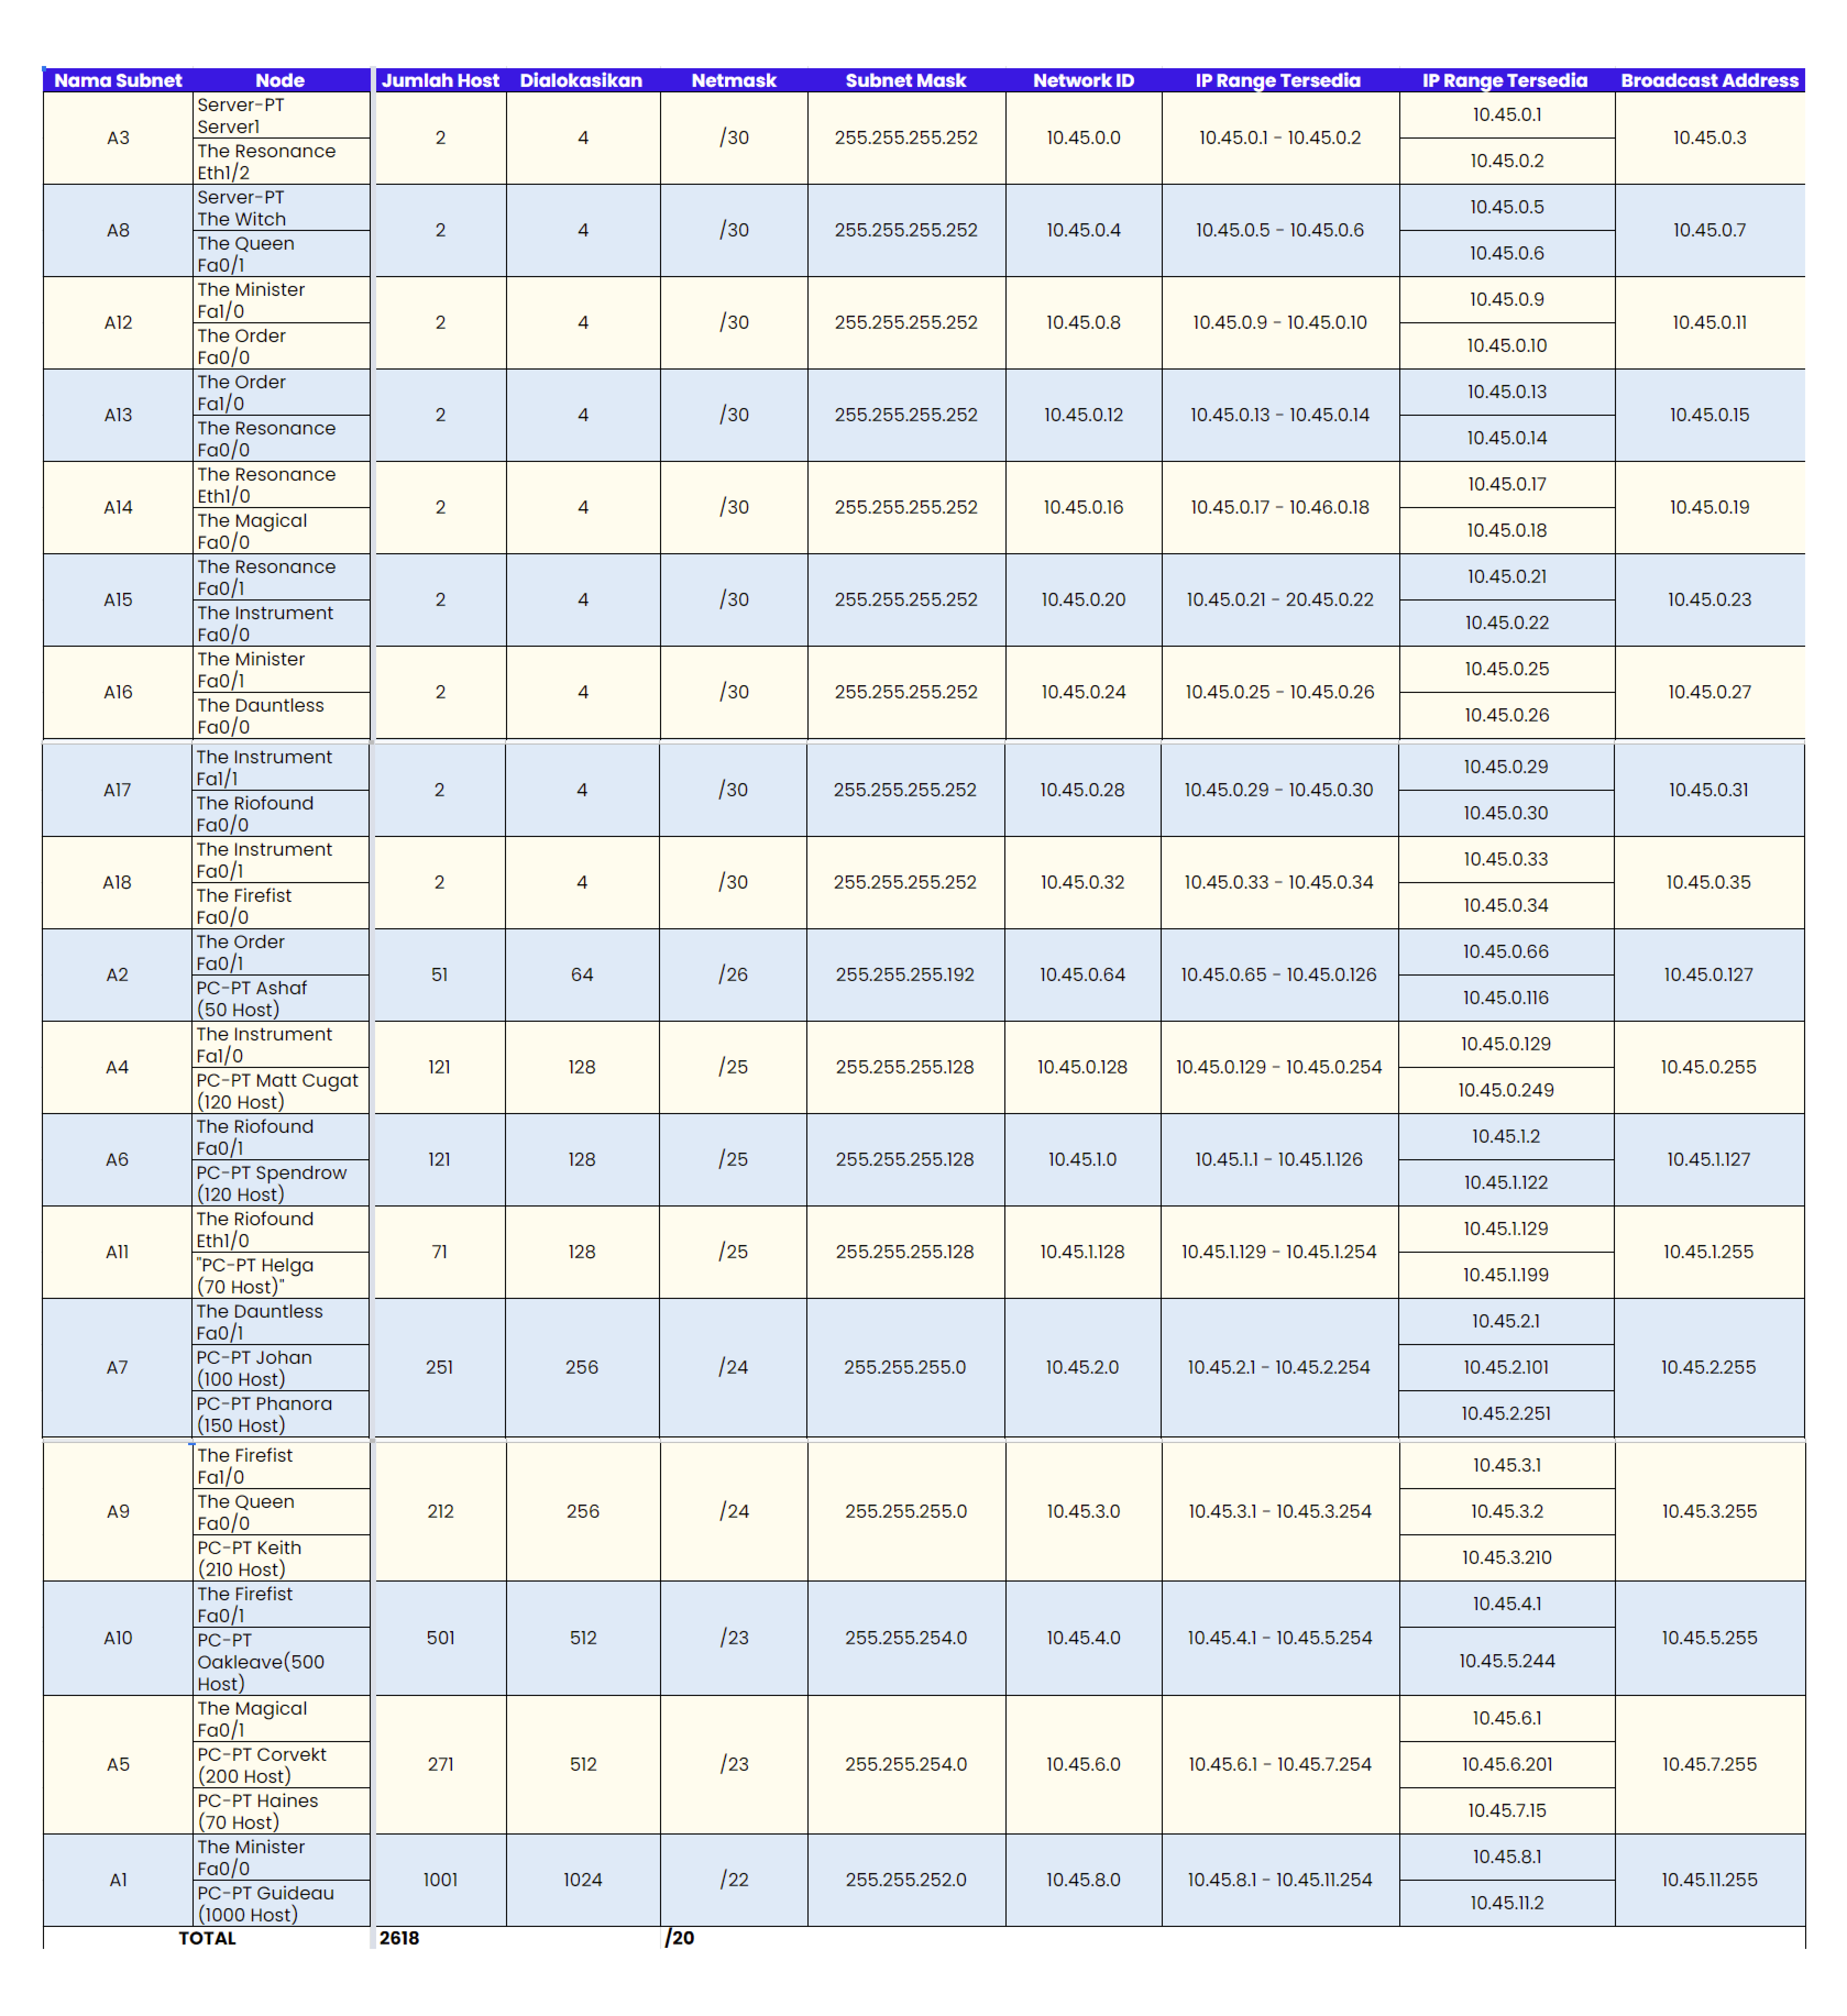 Nama Subnet Node Jumlah Host Dialokasikan Netmask Subnet Mask Network ID IP Range Tersedia IP Range Tersedia Broadcast Address
A3 2 4 /30 255.255.255.252 10.45.0.0 10.45.0.1 - 10.45.0.2 10.45.0.3
Server-PT
Server1
10.45.0.1
The Resonance
Eth1/2
10.45.0.2
A8 2 4 /30 255.255.255.252 10.45.0.4 10.45.0.5 - 10.45.0.6 10.45.0.7
Server-PT
The Witch
10.45.0.5
The Queen
Fa0/1
10.45.0.6
A12 2 4 /30 255.255.255.252 10.45.0.8 10.45.0.9 - 10.45.0.10 10.45.0.11
The Minister
Fa1/0
10.45.0.9
The Order
Fa0/0
10.45.0.10
A13 2 4 /30 255.255.255.252 10.45.0.12 10.45.0.13 - 10.45.0.14 10.45.0.15
The Order
Fa1/0
10.45.0.13
The Resonance
Fa0/0
10.45.0.14
A14 2 4 /30 255.255.255.252 10.45.0.16 10.45.0.17 - 10.46.0.18 10.45.0.19
The Resonance
Eth1/0
10.45.0.17
The Magical
Fa0/0
10.45.0.18
A15 2 4 /30 255.255.255.252 10.45.0.20 10.45.0.21 - 20.45.0.22 10.45.0.23
The Resonance
Fa0/1
10.45.0.21
The Instrument
Fa0/0
10.45.0.22
A16 2 4 /30 255.255.255.252 10.45.0.24 10.45.0.25 - 10.45.0.26 10.45.0.27
The Minister
Fa0/1
10.45.0.25
The Dauntless
Fa0/0
10.45.0.26
A17 2 4 /30 255.255.255.252 10.45.0.28 10.45.0.29 - 10.45.0.30 10.45.0.31
The Instrument
Fa1/1
10.45.0.29
The Riofound
Fa0/0
10.45.0.30
A18 2 4 /30 255.255.255.252 10.45.0.32 10.45.0.33 - 10.45.0.34 10.45.0.35
The Instrument
Fa0/1
10.45.0.33
The Firefist
Fa0/0
10.45.0.34
A2 51 64 /26 255.255.255.192 10.45.0.64 10.45.0.65 - 10.45.0.126 10.45.0.127
The Order
Fa0/1
10.45.0.66
PC-PT Ashaf
(50 Host)
10.45.0.116
A4 121 128 /25 255.255.255.128 10.45.0.128 10.45.0.129 - 10.45.0.254 10.45.0.255
The Instrument
Fa1/0
10.45.0.129
PC-PT Matt Cugat
(120 Host)
10.45.0.249
A6 121 128 /25 255.255.255.128 10.45.1.0 10.45.1.1 - 10.45.1.126 10.45.1.127
The Riofound
Fa0/1
10.45.1.2
PC-PT Spendrow
(120 Host)
10.45.1.122
A11 71 128 /25 255.255.255.128 10.45.1.128 10.45.1.129 - 10.45.1.254 10.45.1.255
The Riofound
Eth1/0
10.45.1.129
"PC-PT Helga
(70 Host)"
10.45.1.199
A7 251 256 /24 255.255.255.0 10.45.2.0 10.45.2.1 - 10.45.2.254 10.45.2.255
The Dauntless
Fa0/1
10.45.2.1
PC-PT Johan
(100 Host)
10.45.2.101
PC-PT Phanora
(150 Host)
10.45.2.251
A9 212 256 /24 255.255.255.0 10.45.3.0 10.45.3.1 - 10.45.3.254 10.45.3.255
The Firefist
Fa1/0
10.45.3.1
The Queen
Fa0/0
10.45.3.2
PC-PT Keith
(210 Host)
10.45.3.210
A10 501 512 /23 255.255.254.0 10.45.4.0 10.45.4.1 - 10.45.5.254 10.45.5.255
The Firefist
Fa0/1
10.45.4.1
PC-PT
Oakleave(500
Host)
10.45.5.244
A5 271 512 /23 255.255.254.0 10.45.6.0 10.45.6.1 - 10.45.7.254 10.45.7.255
The Magical
Fa0/1
10.45.6.1
PC-PT Corvekt
(200 Host)
10.45.6.201
PC-PT Haines
(70 Host)
10.45.7.15
A1 1001 1024 /22 255.255.252.0 10.45.8.0 10.45.8.1 - 10.45.11.254 10.45.11.255
The Minister
Fa0/0
10.45.8.1
PC-PT Guideau
(1000 Host)
10.45.11.2
TOTAL 2618 /20